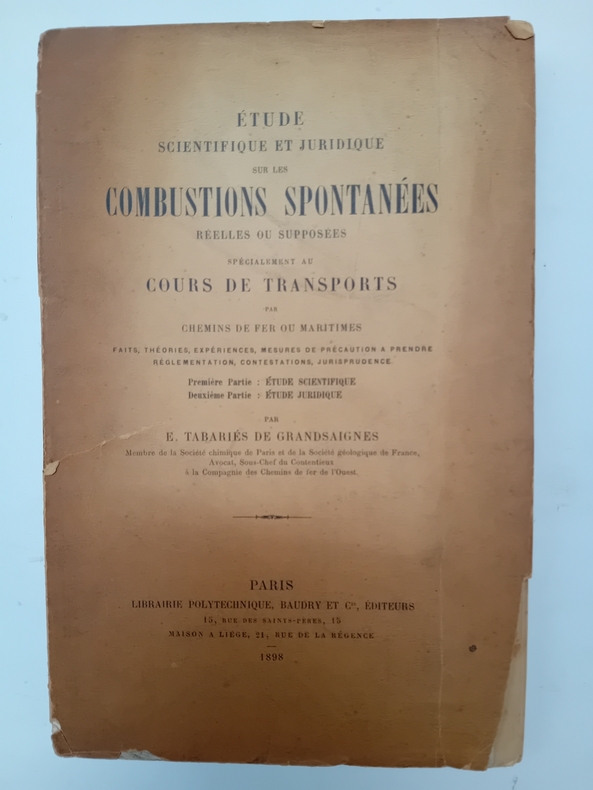 ÉTUDE
SCIENTIFIQUE ET JURIDIQUE
SUR LES
COMBUSTIONS SPONTANÉES
RÉELLES OU SUPPOSÉES
SPÉCIALEMENT AU
COURS DE TRANSPORTS
PAR
CHEMINS DE FER OU MARITIMES
FAITS, THÉORIES, EXPÉRIENCES, MESURES DE PRÉCAUTION A PRENDRE
RÉGLEMENTATION, CONTESTATIONS, JURISPRUDENCE.
Première Partie : ÉTUDE SCIENTIFIQUE
Deuxième Partie : ÉTUDE JURIDIQUE
PAR
E. TABARIÉS DE GRANDSAIGNES
Membre de la Société chimique de Paris et de la Société géologique de France,
Avocat, Sous-Chef du Contentieux
à la Compagnie des Chemins de fer de l'Ouest.
PARIS
LIBRAIRIE POLYTECHNIQUE, BAUDRY ET Cie, ÉDITEURS
15, RUE DES SAINTS-PÈRES, 15
MAISON A LIÉGE, 21, RUE DE LA RÉGENCE
1898